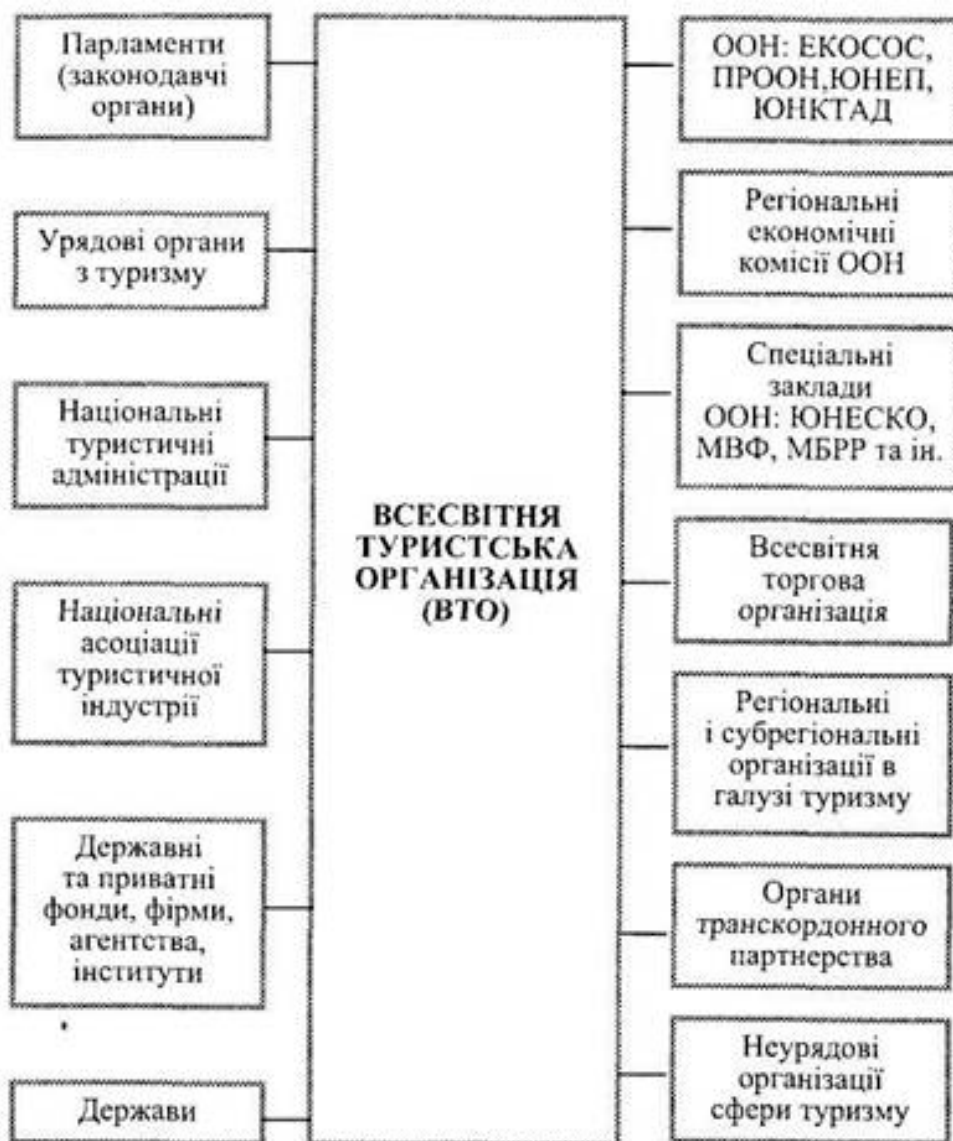 Парламенти
(законодавчі
органи)
Урядові органи
з туризму
Національні
туристичні
адміністрації
Національні
асоціації
туристичної
індустрії
Державні
та приватні
фонди, фірми,
агентства,
інститути
Держави
ВСЕСВІТНЯ
ТУРИСТСЬКА
ОРГАНІЗАЦІЯ
(ВТО)
ООН: ЕКОСОС,
ПРООН,ЮНЕП,
ЮНКТАД
Регіональні
економічні
комісії ООН
Спеціальні
заклади
ООН: ЮНЕСКО,
МВФ, МБРР та ін.
Всесвітня
торгова
організація
Регіональні
і субрегіональні
організації в
галузі туризму
Органи
транскордонного
партнерства
Неурядові
організації
сфери туризму